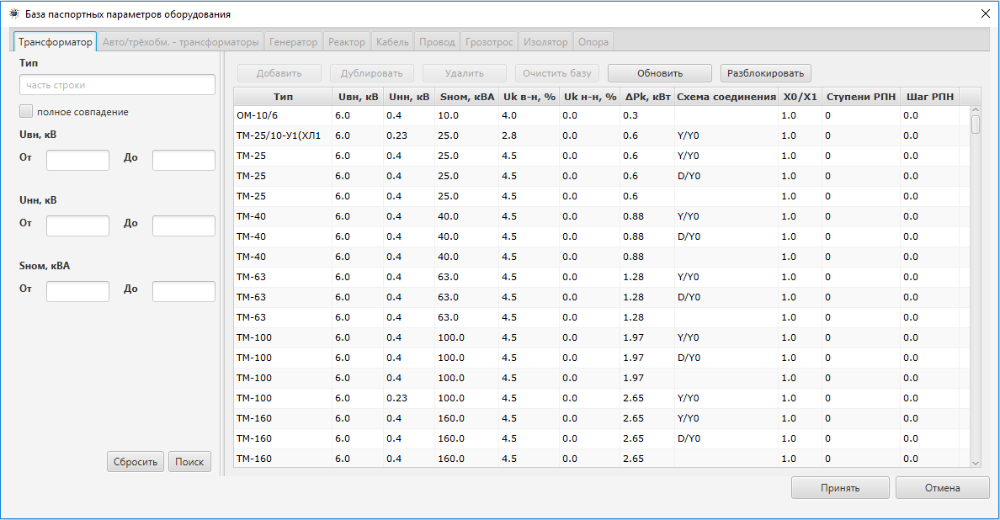 База паспортных параметров оборудования
Трансформатор Авто/трёхобм. - трансформаторы Генератор Реактор Кабель Провод Грозотрос Изолятор Опора
Тип
часть строки
полное совпадение
Uвн, кВ
От До
Uнн, кВ
От До
Sном, кВА
От До
Сбросить Поиск
Добавить Дублировать Удалить Очистить базу Обновить Разблокировать
Тип Uвн, кВ Uнн, кВ Sном, кВА Uk в-н, % Uk н-н, % ΔPk, кВт Схема соединения X0/X1 Ступени РПН Шаг РПН
ОМ-10/6 6.0 0.4 10.0 4.0 0.0 0.3 1.0 0 0.0
ТМ-25/10-У1(ХЛ1 6.0 0.23 25.0 2.8 0.0 0.6 Y/Y0 1.0 0 0.0
ТМ-25 6.0 0.4 25.0 4.5 0.0 0.6 Y/Y0 1.0 0 0.0
ТМ-25 6.0 0.4 25.0 4.5 0.0 0.6 D/Y0 1.0 0 0.0
ТМ-25 6.0 0.4 25.0 4.5 0.0 0.6 1.0 0 0.0
ТМ-40 6.0 0.4 40.0 4.5 0.0 0.88 Y/Y0 1.0 0 0.0
ТМ-40 6.0 0.4 40.0 4.5 0.0 0.88 D/Y0 1.0 0 0.0
ТМ-40 6.0 0.4 40.0 4.5 0.0 0.88 1.0 0 0.0
ТМ-63 6.0 0.4 63.0 4.5 0.0 1.28 Y/Y0 1.0 0 0.0
ТМ-63 6.0 0.4 63.0 4.5 0.0 1.28 D/Y0 1.0 0 0.0
ТМ-63 6.0 0.4 63.0 4.5 0.0 1.28 1.0 0 0.0
ТМ-100 6.0 0.4 100.0 4.5 0.0 1.97 Y/Y0 1.0 0 0.0
ТМ-100 6.0 0.4 100.0 4.5 0.0 1.97 D/Y0 1.0 0 0.0
ТМ-100 6.0 0.4 100.0 4.5 0.0 1.97 1.0 0 0.0
ТМ-100 6.0 0.23 100.0 4.5 0.0 2.65 Y/Y0 1.0 0 0.0
ТМ-160 6.0 0.4 160.0 4.5 0.0 2.65 Y/Y0 1.0 0 0.0
ТМ-160 6.0 0.4 160.0 4.5 0.0 2.65 D/Y0 1.0 0 0.0
ТМ-160 6.0 0.4 160.0 4.5 0.0 2.65 1.0 0 0.0
Принять Отмена